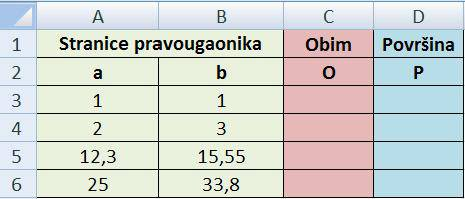 A B C D
1 Stranice pravougaonika Obim Površina
2 a b O P
3 1 1
4 2 3
5 12,3 15,55
6 25 33,8